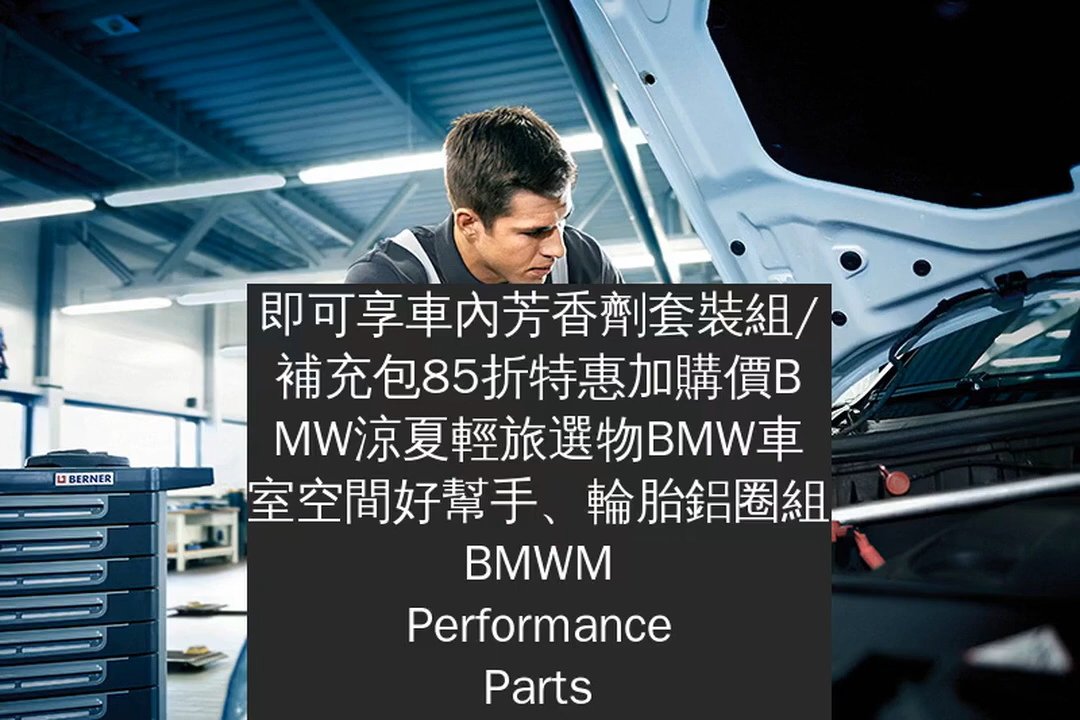 即可享車內芳香劑套裝組/
補充包85折特惠加購價B
MW涼夏輕旅選物BMW車
室空間好幫手、輪胎鋁圈組
BMWM
Performance
Parts
BERNER